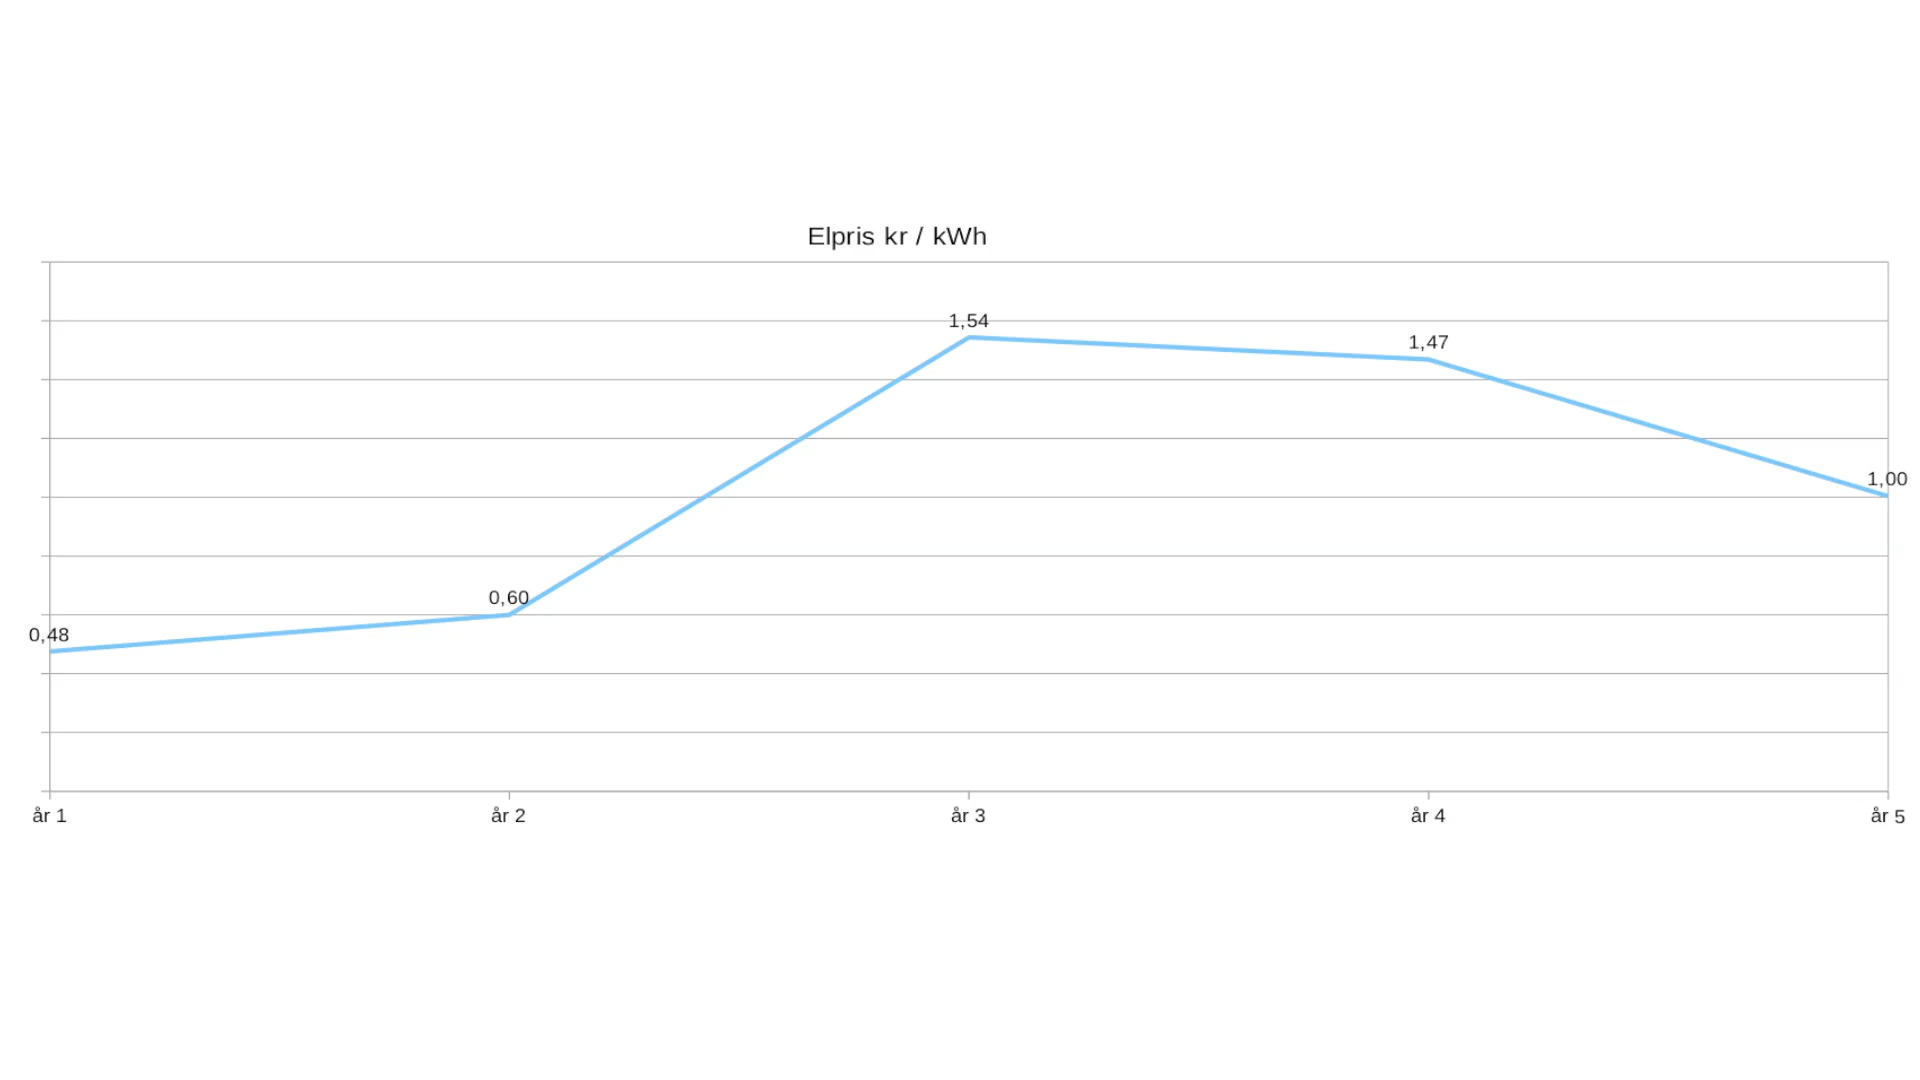 Elpris kr / kWh
1,54
1,47
1,00
0,60
0,48
år 1
år 2
år 3
år 4
år 5